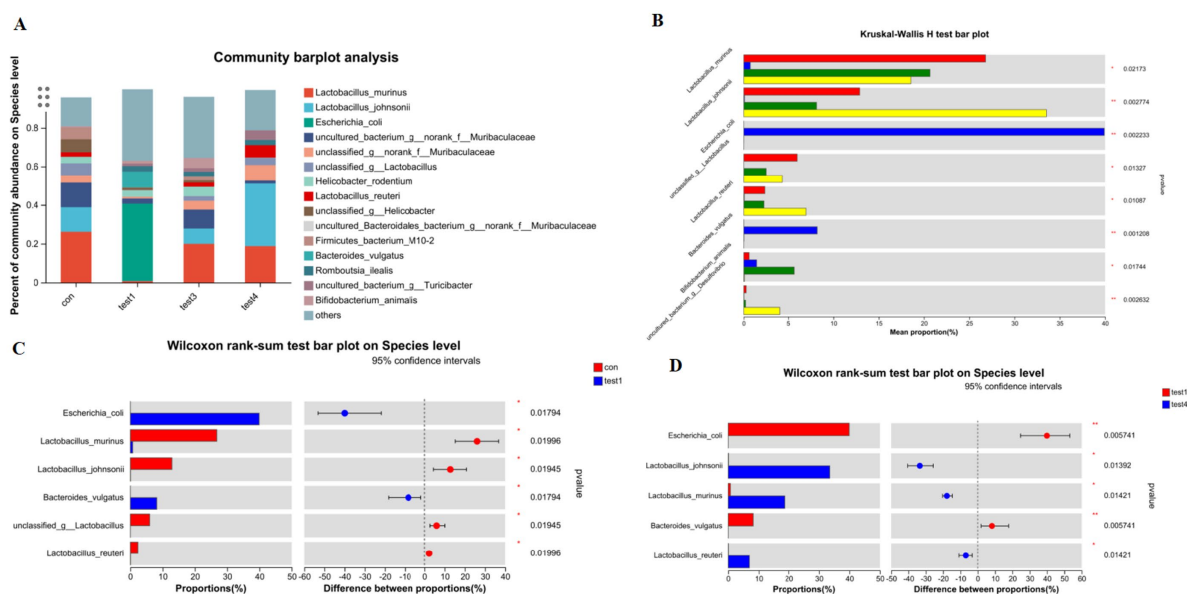 A
Community barplot analysis
Percent of community abundance on Species level
0.8
0.6
0.4
0.2
0
con
test1
test3
test4
Lactobacillus_murinus
Lactobacillus_johnsonii
Escherichia_coli
uncultured_bacterium_g__norank_f__Muribaculaceae
unclassified_g__norank_f__Muribaculaceae
unclassified_g__Lactobacillus
Helicobacter_rodentium
Lactobacillus_reuteri
unclassified_g__Helicobacter
uncultured_Bacteroidales_bacterium_g__norank_f__Muribaculaceae
Firmicutes_bacterium_M10-2
Bacteroides_vulgatus
Romboutsia_ilealis
uncultured_bacterium_g__Turicibacter
Bifidobacterium_animalis
others
B
Kruskal-Wallis H test bar plot
Lactobacillus_murinus
Lactobacillus_johnsonii
Escherichia_coli
unclassified_g__Lactobacillus
Lactobacillus_reuteri
Bacteroides_vulgatus
Bifidobacterium_animalis
uncultured_bacterium_g__Desulfovibrio
* 0.02173
** 0.002774
** 0.002233
* 0.01327
* 0.01087
** 0.001208
* 0.01744
** 0.002632
pvalue
0 5 10 15 20 25 30 35 40
Mean proportion(%)
C
Wilcoxon rank-sum test bar plot on Species level
95% confidence intervals
con
test1
Escherichia_coli * 0.01794
Lactobacillus_murinus * 0.01996
Lactobacillus_johnsonii * 0.01945
Bacteroides_vulgatus * 0.01794
unclassified_g__Lactobacillus * 0.01945
Lactobacillus_reuteri * 0.01996
pvalue
0 10 20 30 40 50 -60 -50 -40 -30 -20 -10 0 10 20 30 40
Proportions(%) Difference between proportions(%)
D
Wilcoxon rank-sum test bar plot on Species level
95% confidence intervals
test1
test4
Escherichia_coli ** 0.005741
Lactobacillus_johnsonii * 0.01392
Lactobacillus_murinus * 0.01421
Bacteroides_vulgatus ** 0.005741
Lactobacillus_reuteri * 0.01421
pvalue
0 10 20 30 40 50 -50 -40 -30 -20 -10 0 10 20 30 40 50 60
Proportions(%) Difference between proportions(%)